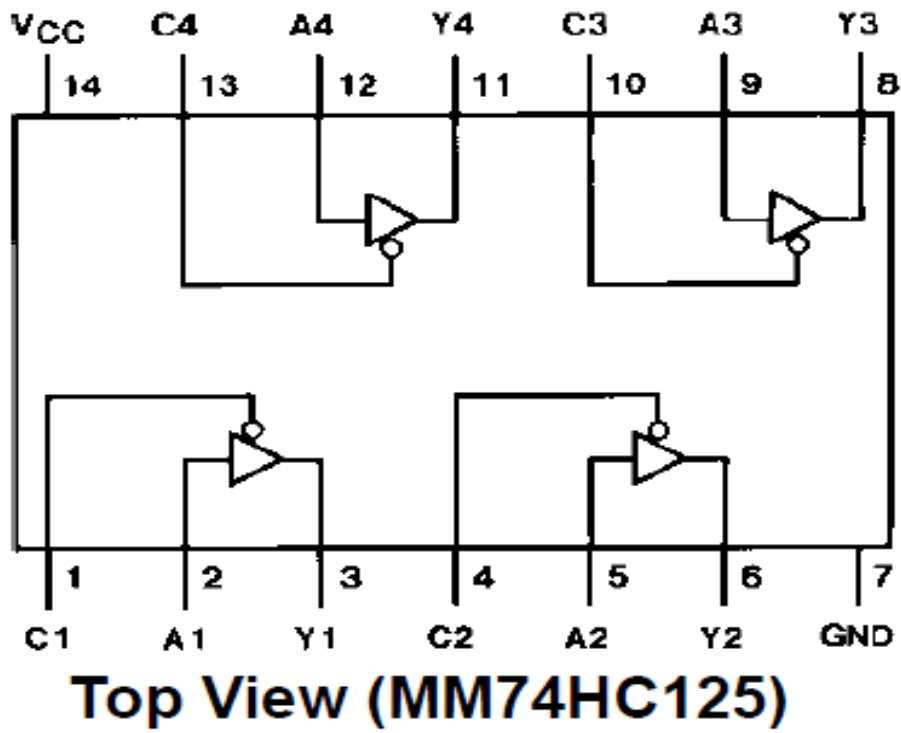 VCC C4 A4 Y4 C3 A3 Y3
14 13 12 11 10 9 8
1 2 3 4 5 6 7
C1 A1 Y1 C2 A2 Y2 GND
Top View (MM74HC125)